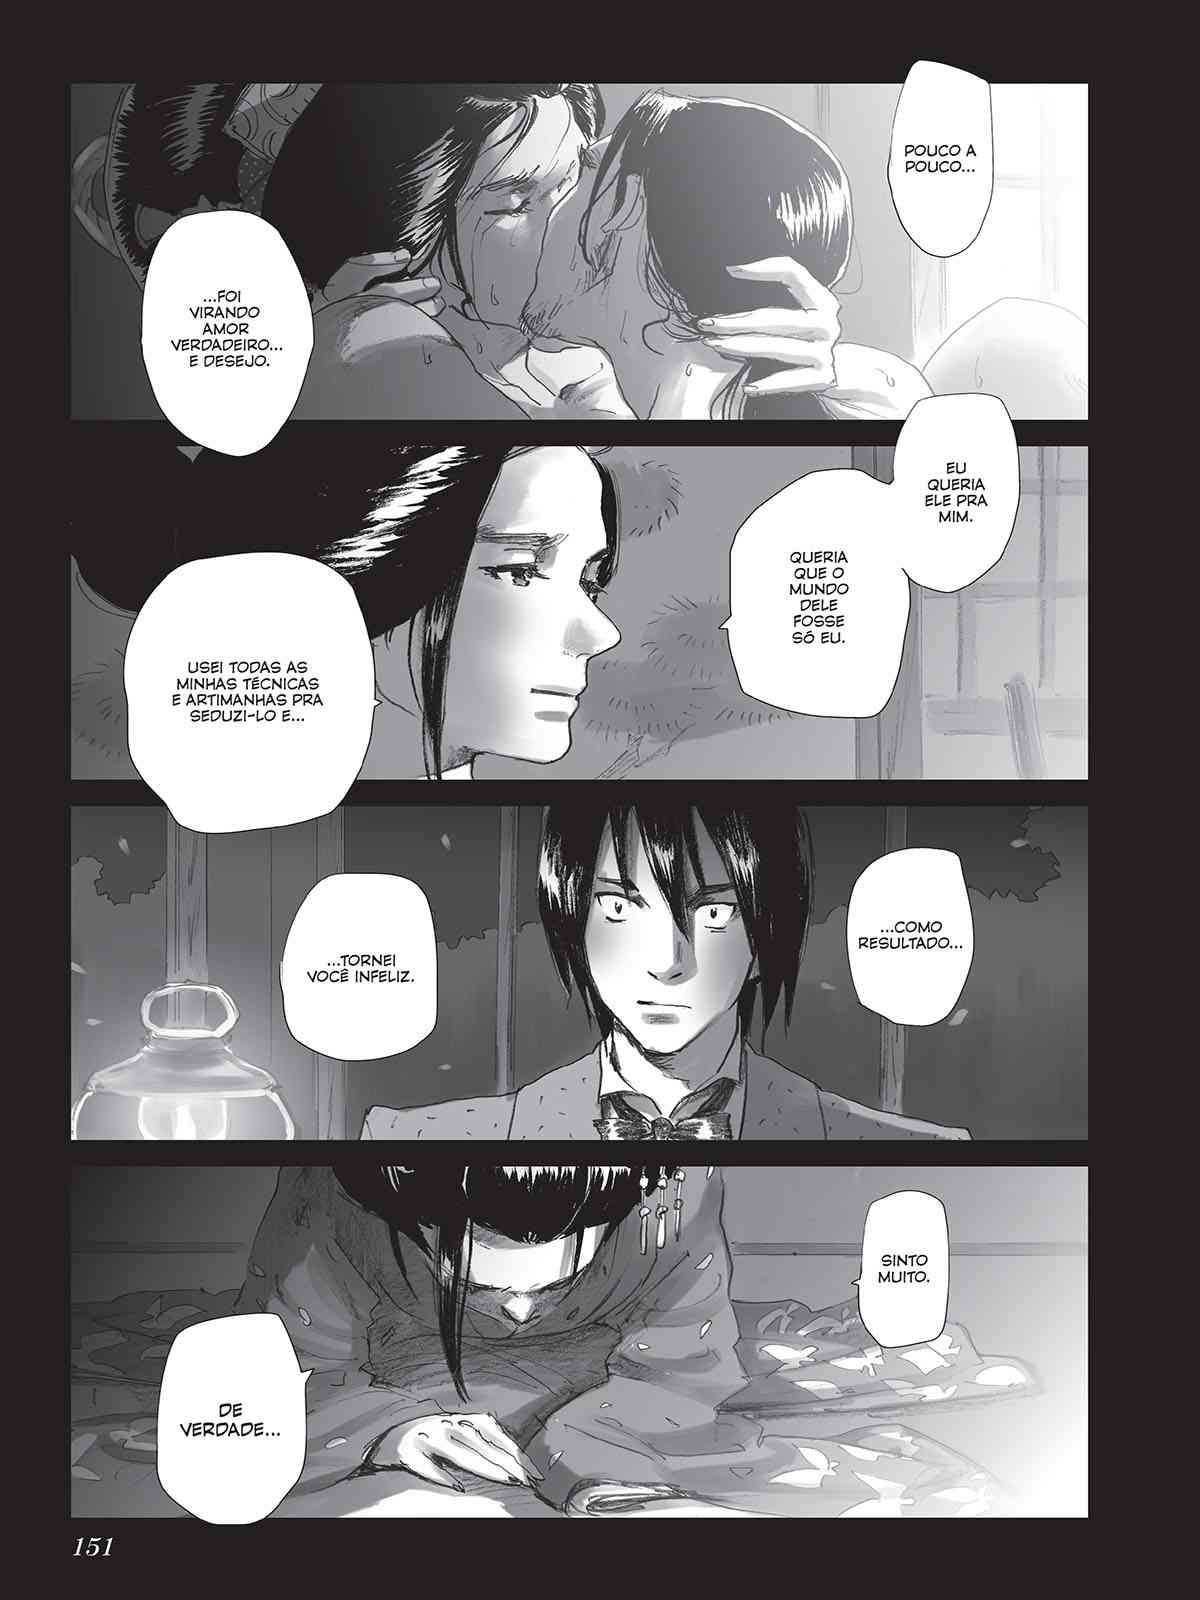 POUCO A
POUCO...
...FOI
VIRANDO
AMOR
VERDADEIRO...
E DESEJO.
EU
QUERIA
ELE PRA
MIM.
QUERIA
QUE O
MUNDO
DELE
FOSSE
SÓ EU.
USEI TODAS AS
MINHAS TÉCNICAS
E ARTIMANHAS PRA
SEDUZI-LO E...
...COMO
RESULTADO...
...TORNEI
VOCÊ INFELIZ.
SINTO
MUITO.
DE
VERDADE...
151